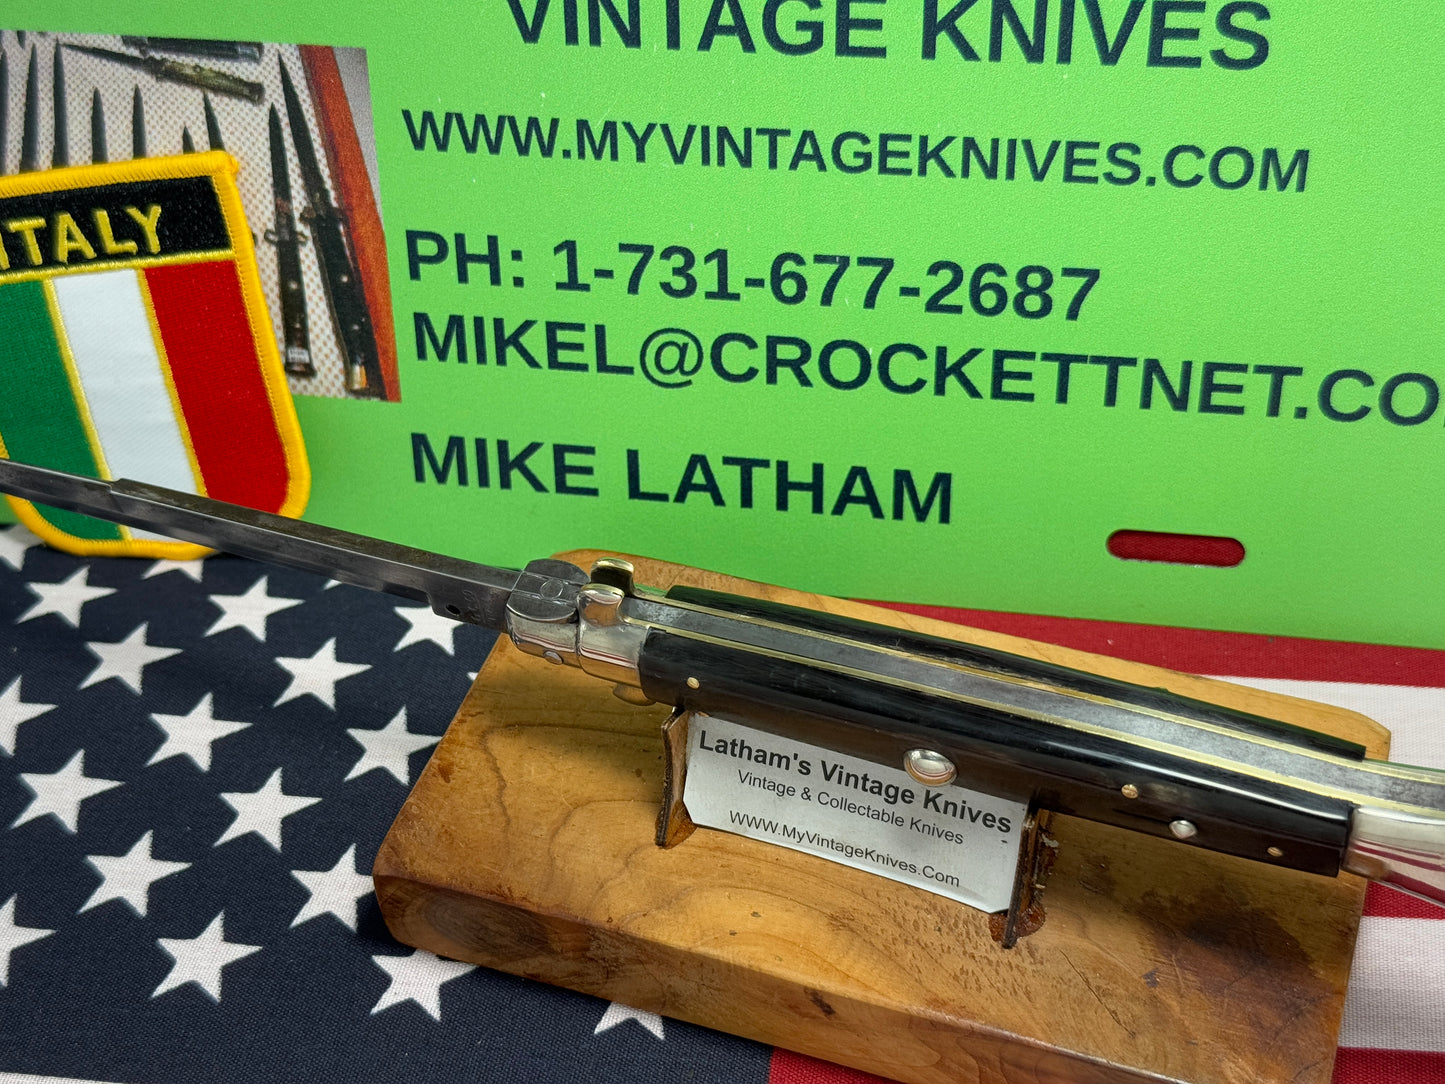 VINTAGE KNIVES
WWW.MYVINTAGEKNIVES.COM
PH: 1-731-677-2687
MIKEL@CROCKETTNET.CO
MIKE LATHAM
ITALY
Latham's Vintage Knives
Vintage & Collectable Knives
WWW.MyVintageKnives.Com